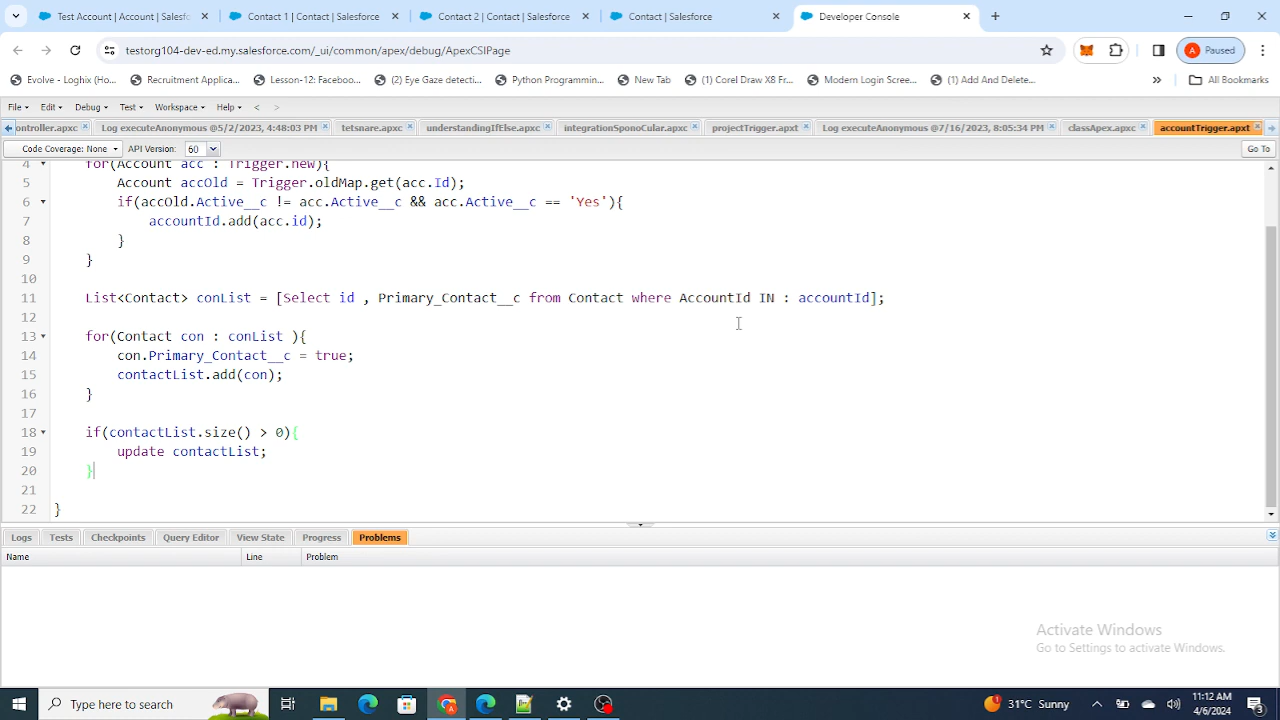 Test Account | Account | Salesf
Contact 1 | Contact | Salesforce
Contact 2 | Contact | Salesforce
Contact | Salesforce
Developer Console
testorg104-dev-ed.my.salesforce.com/_ui/common/apex/debug/ApexCSIPage
A Paused
Evolve - Loghix (Ho...
Recruitment Applica...
Lesson-12: Faceboo...
(2) Eye Gaze detecti...
Python Programmin...
New Tab
(1) Corel Draw X8 Fr...
Modern Login Scree...
(1) Add And Delete...
» All Bookmarks
File Edit Debug Test Workspace Help < >
ontroller.apxc
Log executeAnonymous @5/2/2023, 4:48:03 PM
tetsnare.apxc
understandingIfElse.apxc
integrationSponoCular.apxc
projectTrigger.apxt
Log executeAnonymous @7/16/2023, 8:05:34 PM
classApex.apxc
accountTrigger.apxt
Code Coverage: None API Version: 60 Go To
4 for(Account acc : Trigger.new){
5 Account accOld = Trigger.oldMap.get(acc.Id);
6 if(accOld.Active__c != acc.Active__c && acc.Active__c == 'Yes'){
7 accountId.add(acc.id);
8 }
9 }
10
11 List<Contact> conList = [Select id , Primary_Contact__c from Contact where AccountId IN : accountId];
12
13 for(Contact con : conList ){
14 con.Primary_Contact__c = true;
15 contactList.add(con);
16 }
17
18 if(contactList.size() > 0){
19 update contactList;
20 }
21
22 }
Logs Tests Checkpoints Query Editor View State Progress Problems
Name Line Problem
Activate Windows
Go to Settings to activate Windows.
Type here to search
31°C Sunny
11:12 AM
4/6/2024
3